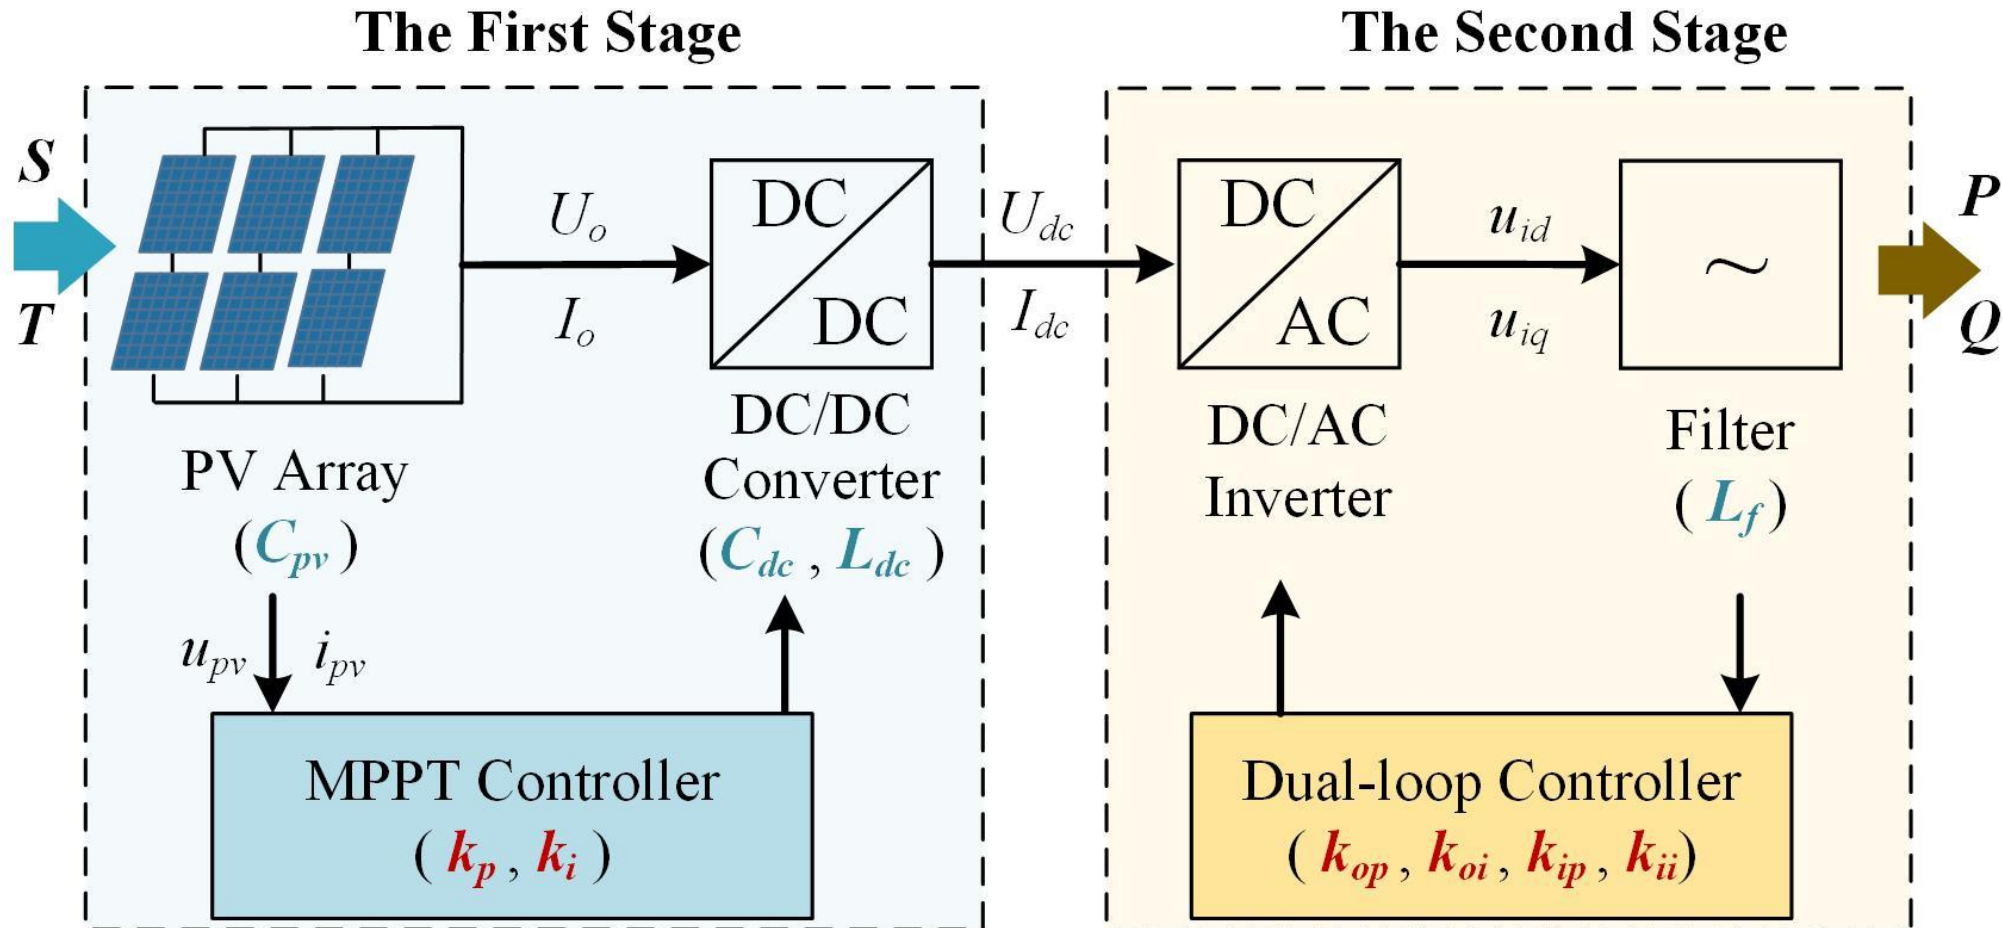 The First Stage
The Second Stage
S
T
U_o
I_o
DC
DC
U_dc
I_dc
DC
AC
u_id
u_iq
~
P
Q
PV Array
(C_pv)
DC/DC
Converter
(C_dc , L_dc)
DC/AC
Inverter
Filter
(L_f)
u_pv i_pv
MPPT Controller
(k_p , k_i)
Dual-loop Controller
(k_op , k_oi , k_ip , k_ii)